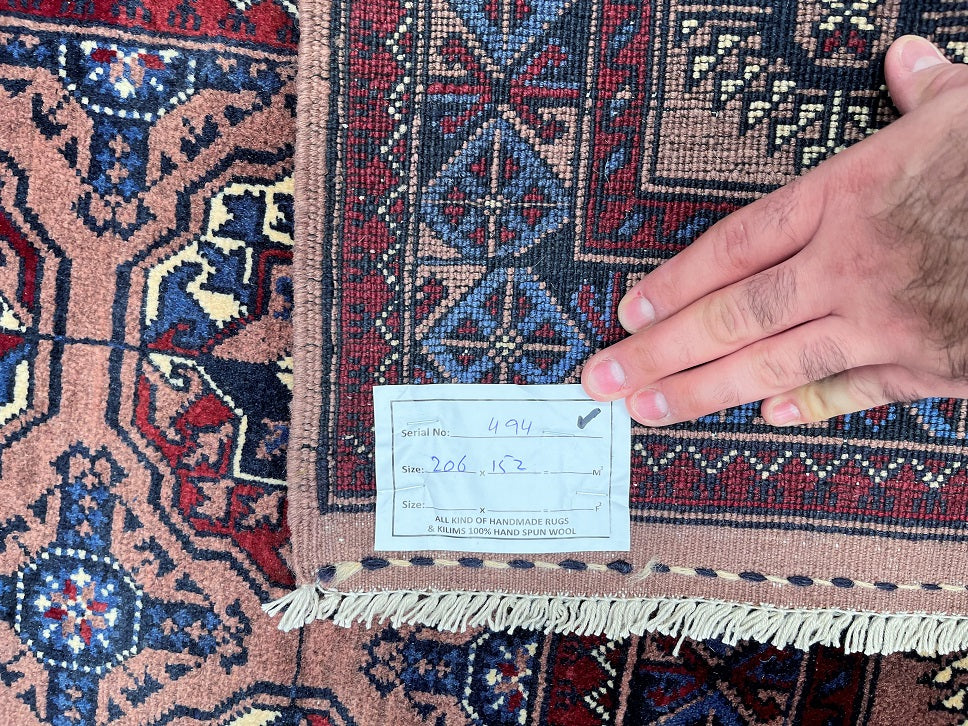 Serial No: 494 ✓
Size: 206 x 152 = M²
Size: x = F²
ALL KIND OF HANDMADE RUGS
& KILIMS 100% HAND SPUN WOOL